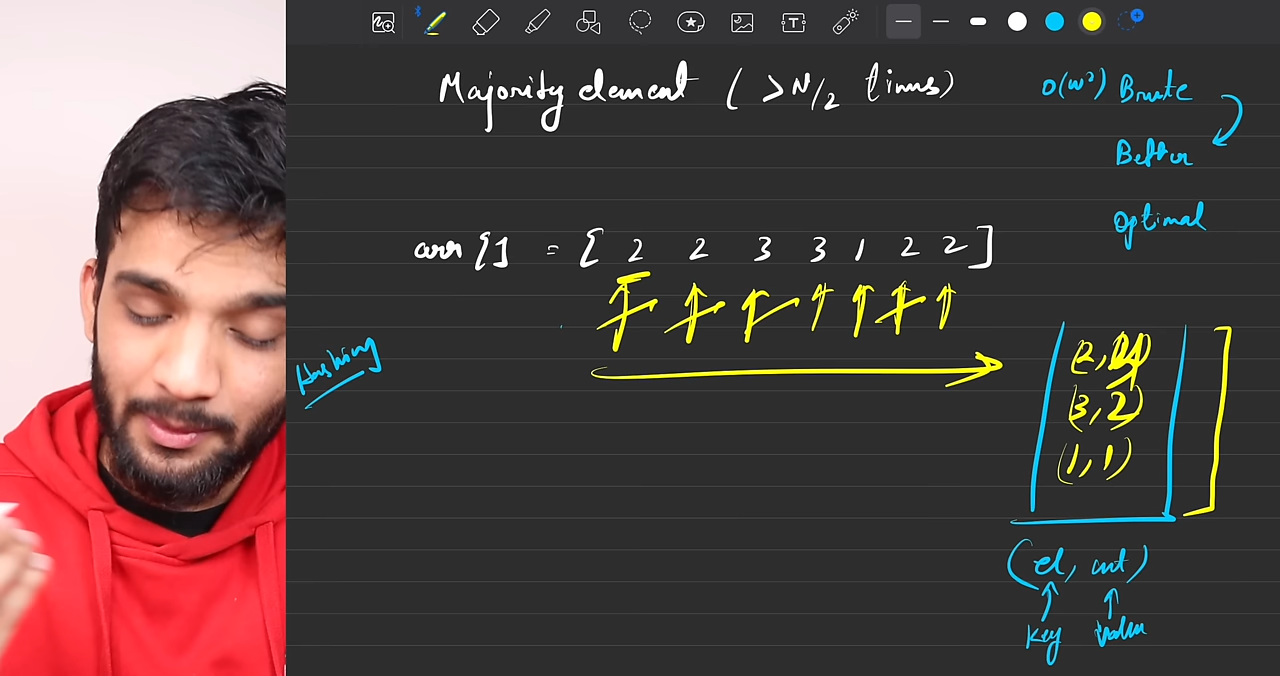 Majority element ( > N/2 times)
O(N²) Brute
Better
Optimal
arr [] = [ 2 2 3 3 1 2 2 ]
Hashing
(3, 2)
(1, 1)
(el, cnt)
Key Value